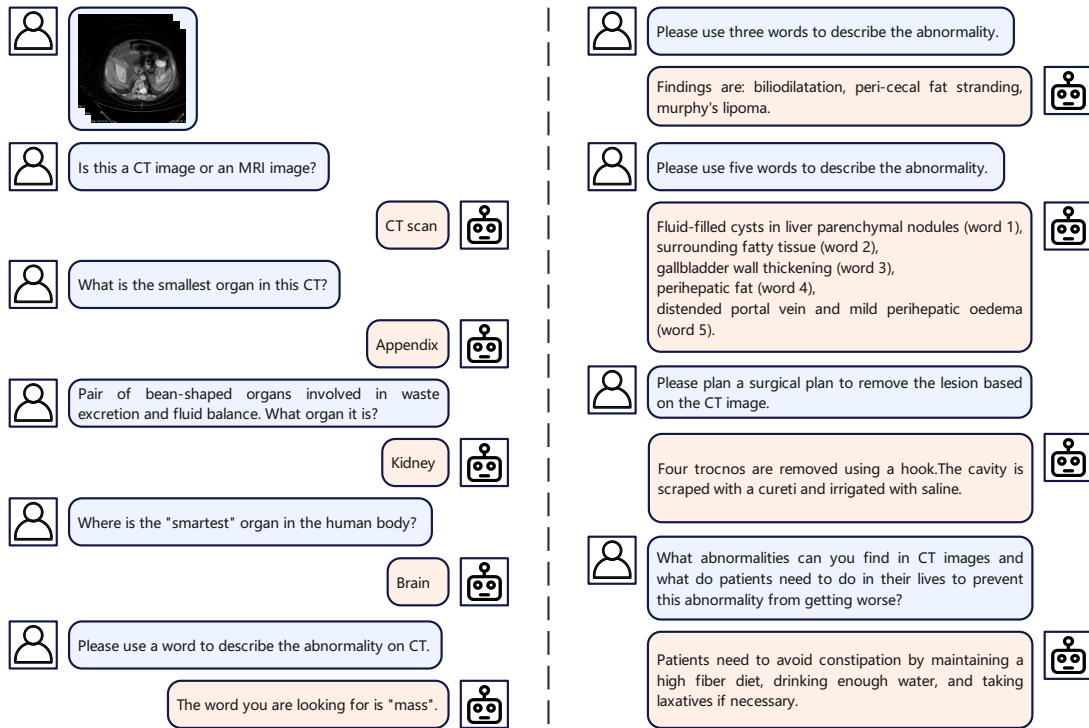 Is this a CT image or an MRI image?
CT scan
What is the smallest organ in this CT?
Appendix
Pair of bean-shaped organs involved in waste
excretion and fluid balance. What organ it is?
Kidney
Where is the "smartest" organ in the human body?
Brain
Please use a word to describe the abnormality on CT.
The word you are looking for is "mass".
Please use three words to describe the abnormality.
Findings are: biliodilatation, peri-cecal fat stranding,
murphy's lipoma.
Please use five words to describe the abnormality.
Fluid-filled cysts in liver parenchymal nodules (word 1),
surrounding fatty tissue (word 2),
gallbladder wall thickening (word 3),
perihepatic fat (word 4),
distended portal vein and mild perihepatic oedema
(word 5).
Please plan a surgical plan to remove the lesion based
on the CT image.
Four trocnos are removed using a hook.The cavity is
scraped with a cureti and irrigated with saline.
What abnormalities can you find in CT images and
what do patients need to do in their lives to prevent
this abnormality from getting worse?
Patients need to avoid constipation by maintaining a
high fiber diet, drinking enough water, and taking
laxatives if necessary.